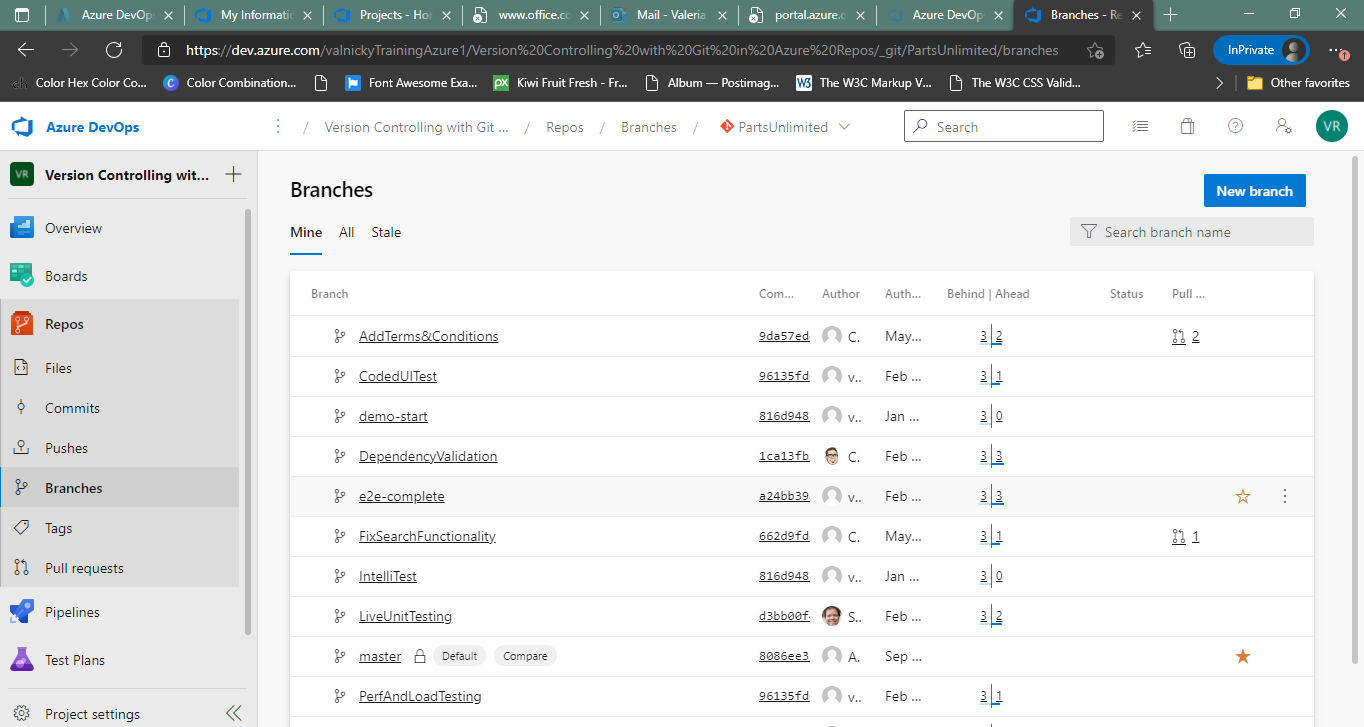 Azure DevOp
My Informatic
Projects - Ho
www.office.co
Mail - Valeria
portal.azure.c
Azure DevOp
Branches - Re
https://dev.azure.com/valnickyTrainingAzure1/Version%20Controlling%20with%20Git%20in%20Azure%20Repos/_git/PartsUnlimited/branches
InPrivate
ch Color Hex Color Co...
C Color Combination...
Font Awesome Exa...
px Kiwi Fruit Fresh - Fr...
Album — Postimag...
W3 The W3C Markup V...
The W3C CSS Valid...
Other favorites
Azure DevOps
/ Version Controlling with Git ... / Repos / Branches / PartsUnlimited
Search
VR
VR Version Controlling wit...
Overview
Boards
Repos
Files
Commits
Pushes
Branches
Tags
Pull requests
Pipelines
Test Plans
Project settings
Branches
New branch
Mine All Stale
Search branch name
Branch Com... Author Auth... Behind | Ahead Status Pull ...
AddTerms&Conditions 9da57ed C. May... 3 2 2
CodedUITest 96135fd v.. Feb ... 3 1
demo-start 816d948 v.. Jan ... 3 0
DependencyValidation 1ca13fb C. Feb ... 3 3
e2e-complete a24bb39 v.. Feb ... 3 3
FixSearchFunctionality 662d9fd C. May... 3 1 1
IntelliTest 816d948 v.. Jan ... 3 0
LiveUnitTesting d3bb00f S.. Feb ... 3 2
master Default Compare 8086ee3 A. Sep ...
PerfAndLoadTesting 96135fd v.. Feb ... 3 1